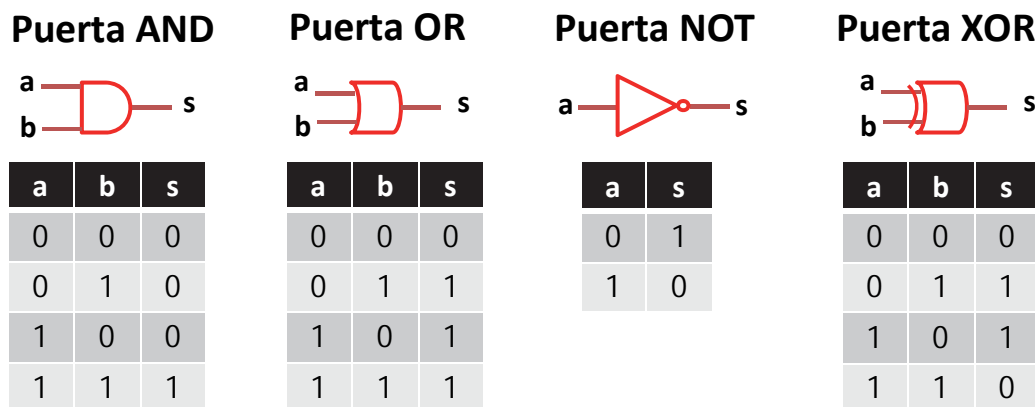 Puerta AND
a
b
s
a b s
0 0 0
0 1 0
1 0 0
1 1 1
Puerta OR
a
b
s
a b s
0 0 0
0 1 1
1 0 1
1 1 1
Puerta NOT
a
s
a s
0 1
1 0
Puerta XOR
a
b
s
a b s
0 0 0
0 1 1
1 0 1
1 1 0